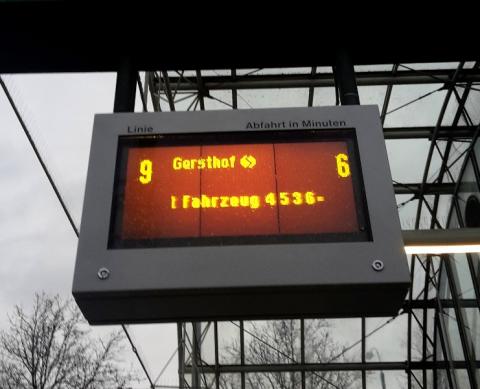 Linie Abfahrt in Minuten
9 Gersthof 6
t Fahrzeug 4536-